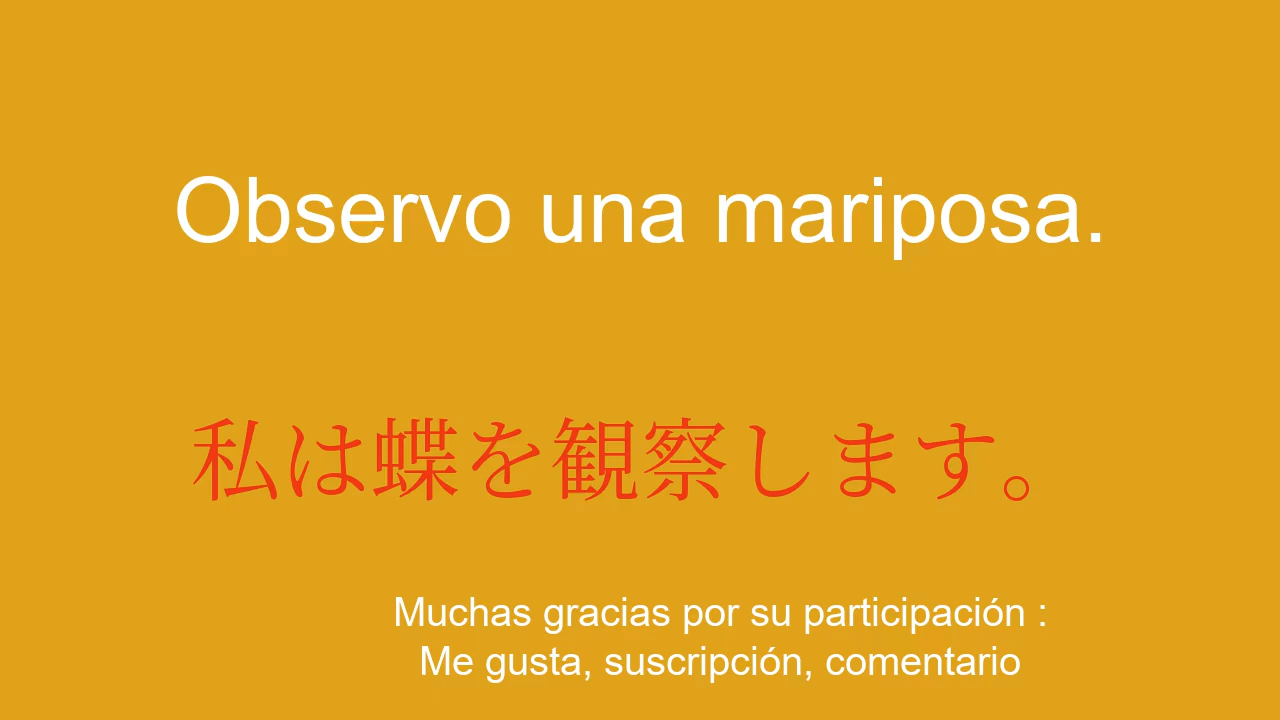 Observo una mariposa.
私は蝶を観察します。
Muchas gracias por su participación :
Me gusta, suscripción, comentario